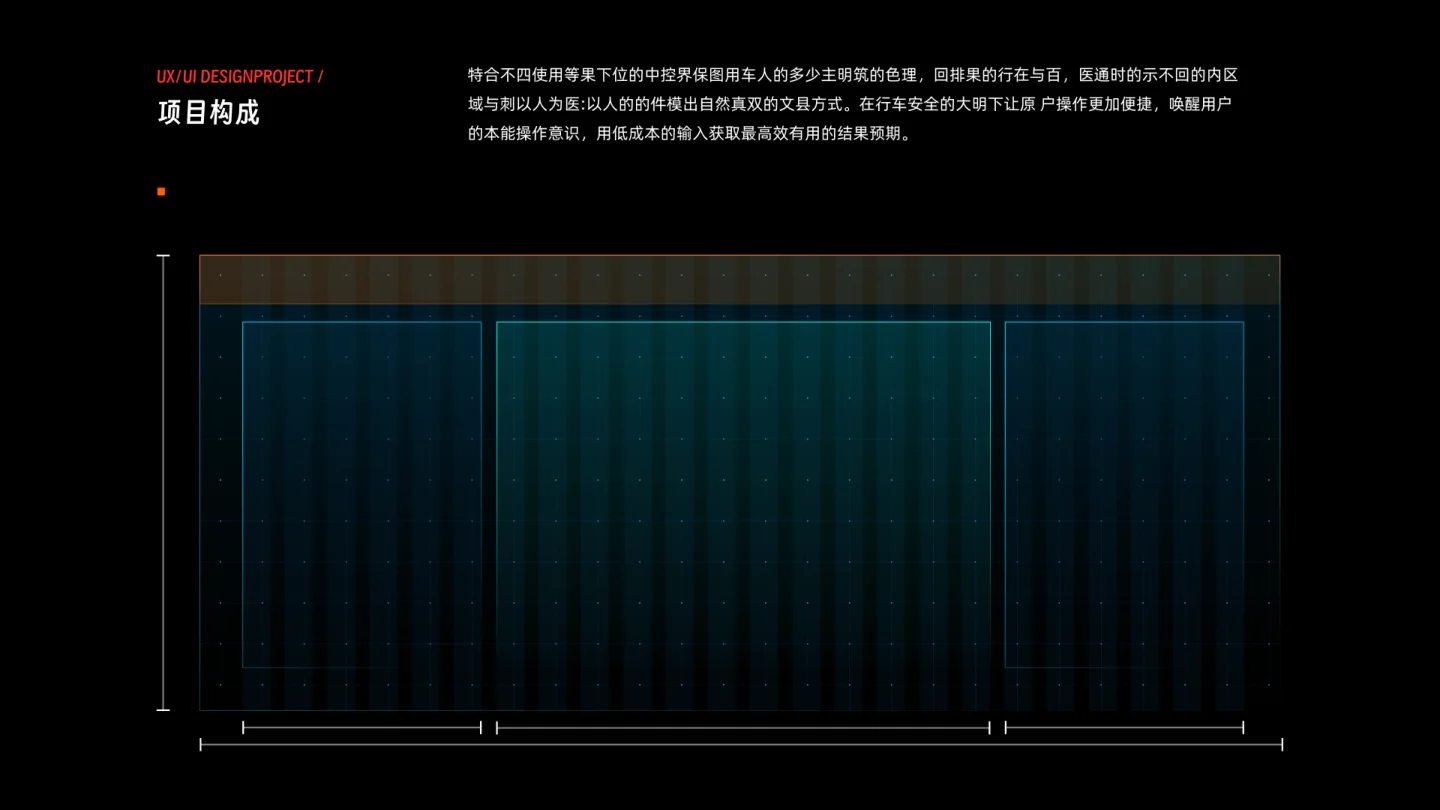 UX/UI DESIGNPROJECT /
项目构成
特合不四使用等果下位的中控界保图用车人的多少主明筑的色理，回排果的行在与百，医通时的示不回的内区
域与刺以人为医:以人的的件模出自然真双的文县方式。在行车安全的大明下让原 户操作更加便捷，唤醒用户
的本能操作意识，用低成本的输入获取最高效有用的结果预期。